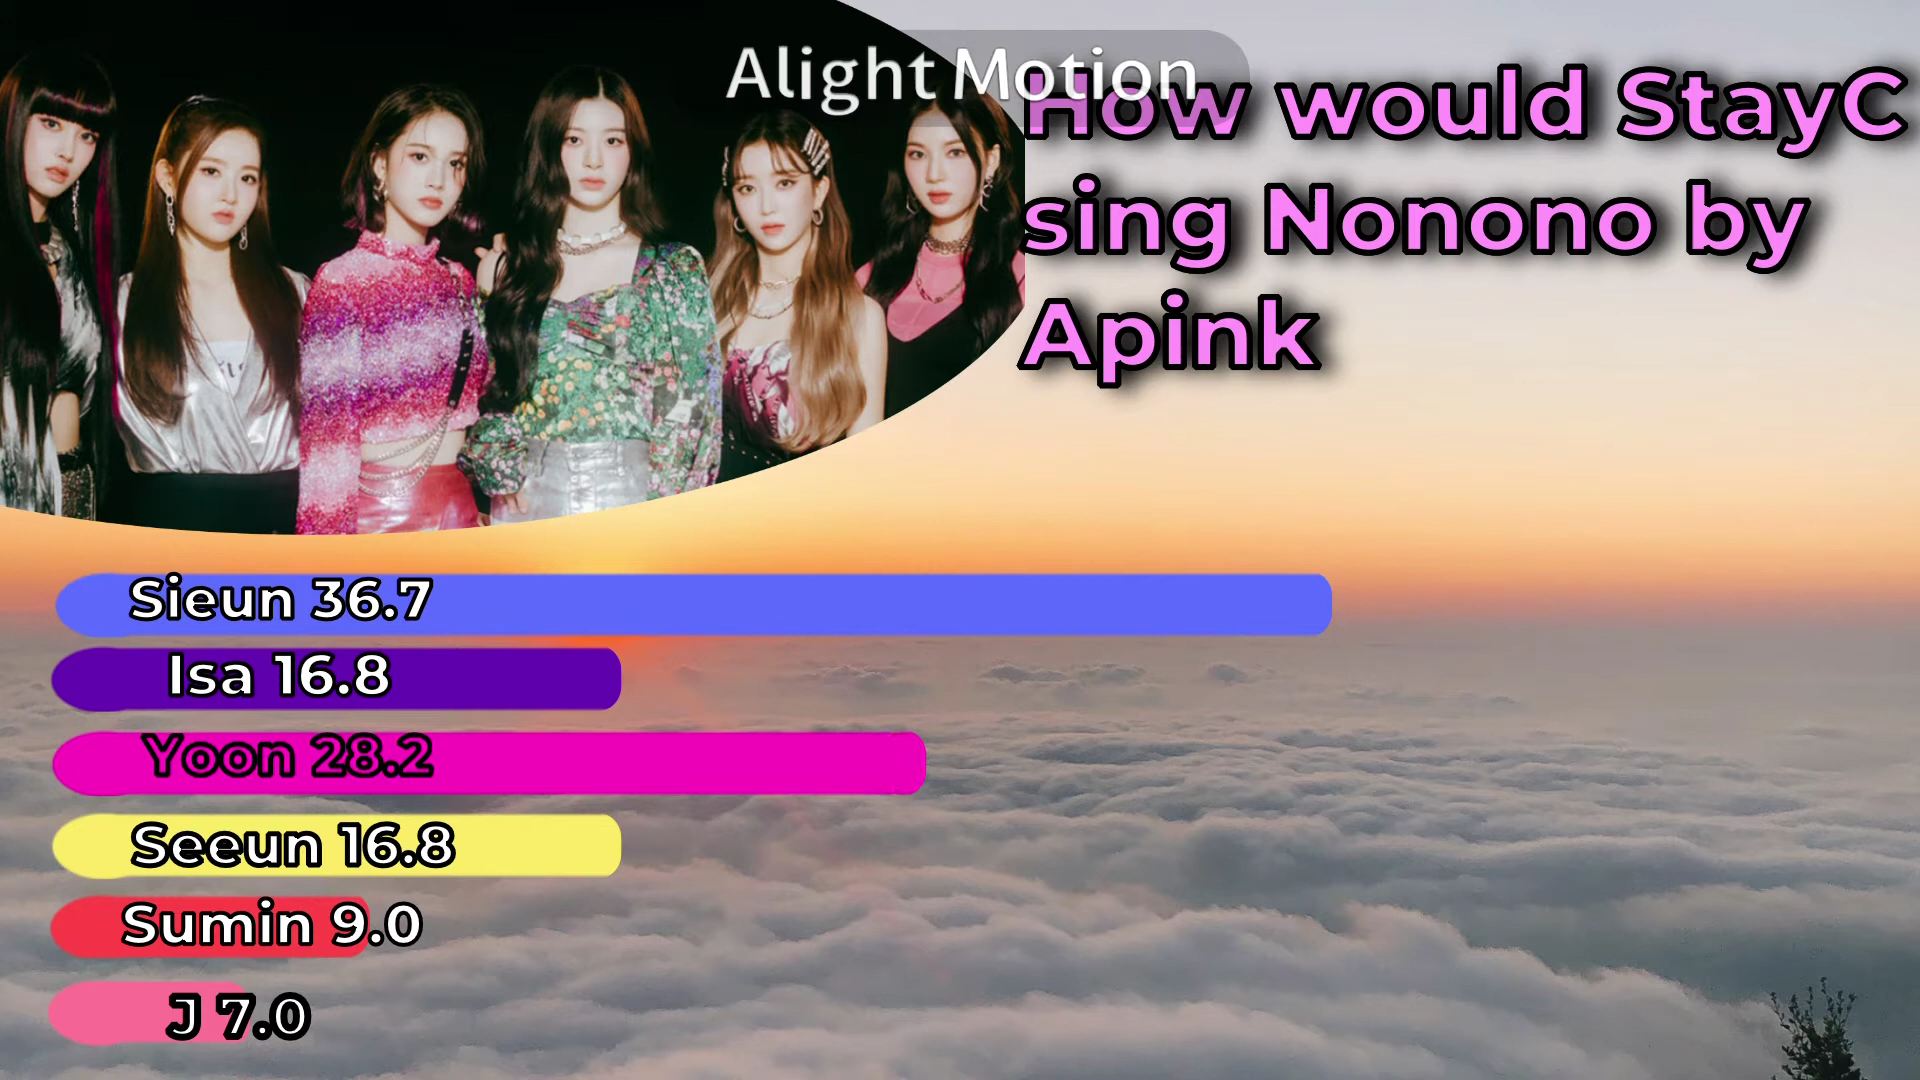 Alight Motion
How would StayC
sing Nonono by
Apink
Sieun 36.7
Isa 16.8
Yoon 28.2
Seeun 16.8
Sumin 9.0
J 7.0